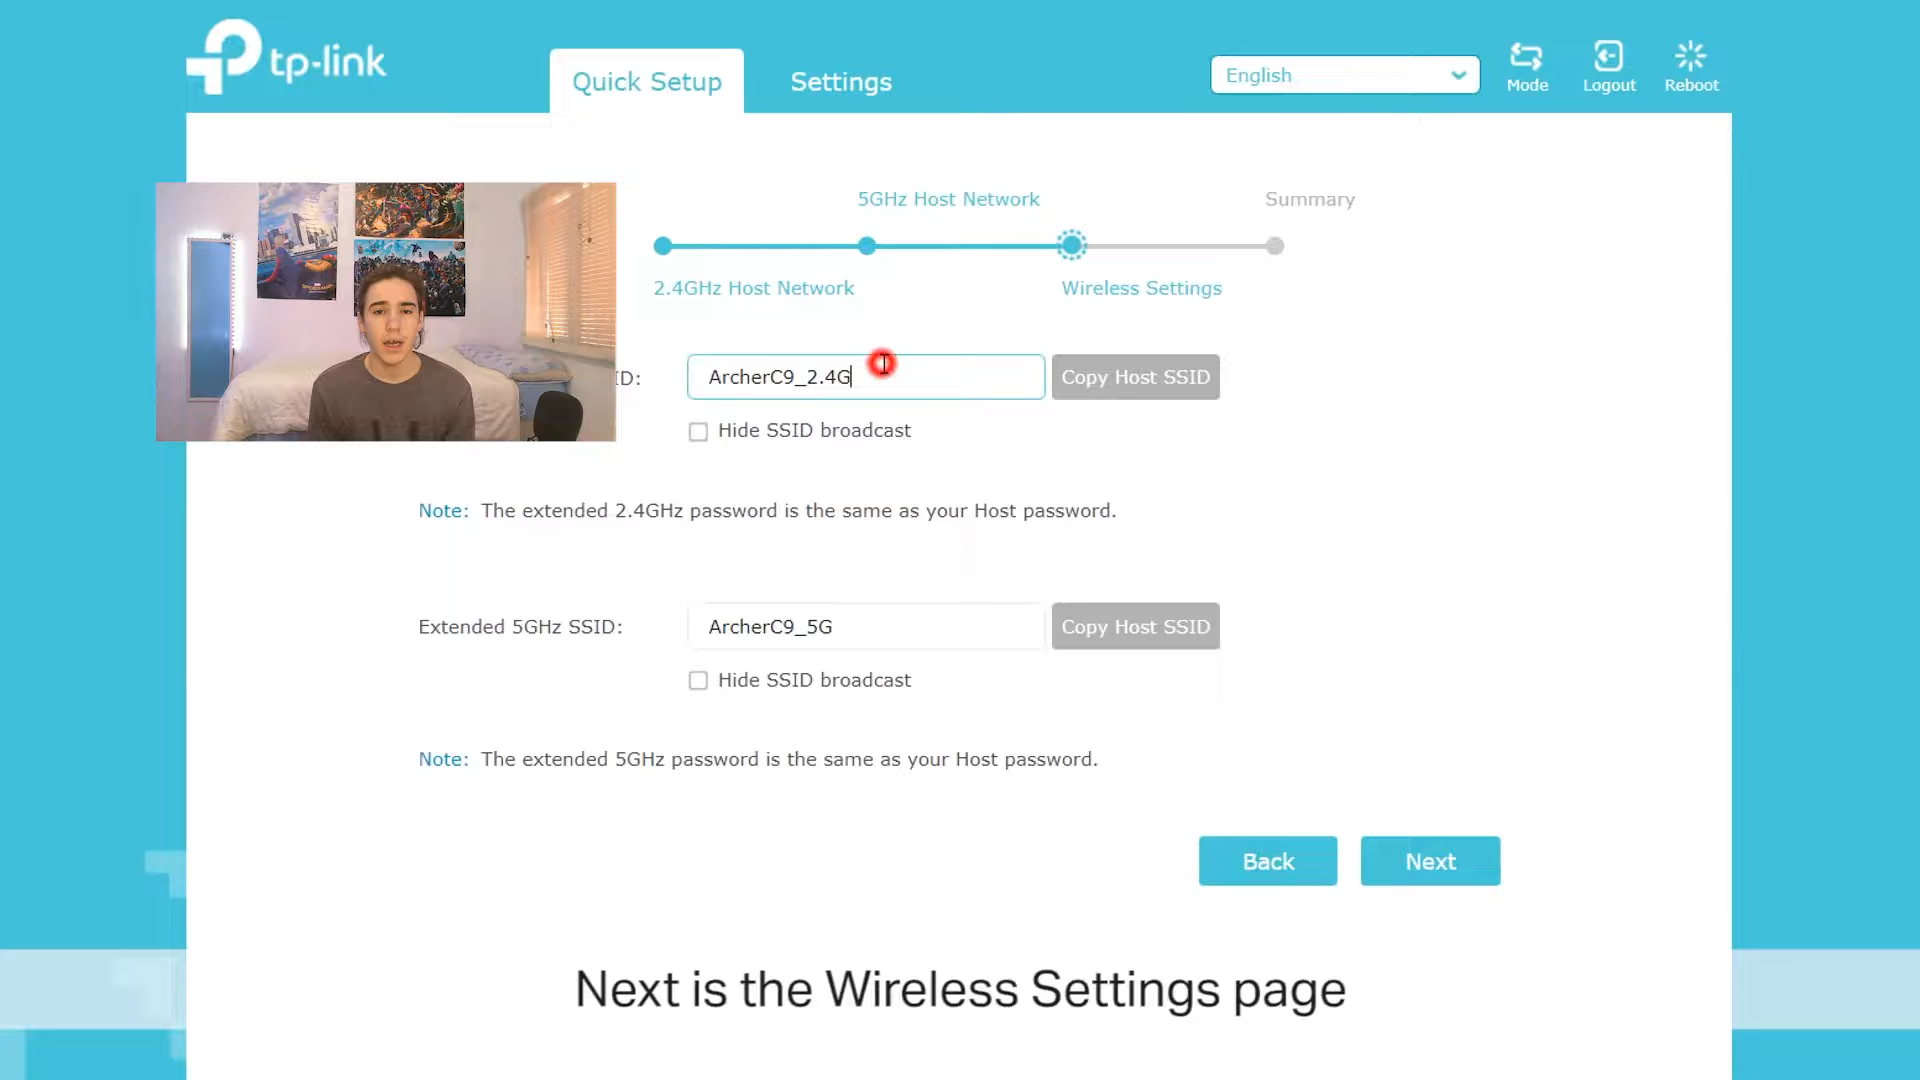 tp-link
Quick Setup
Settings
English
Mode
Logout
Reboot
5GHz Host Network
Summary
2.4GHz Host Network
Wireless Settings
ID:
ArcherC9_2.4G
Copy Host SSID
Hide SSID broadcast
Note: The extended 2.4GHz password is the same as your Host password.
Extended 5GHz SSID:
ArcherC9_5G
Copy Host SSID
Hide SSID broadcast
Note: The extended 5GHz password is the same as your Host password.
Back
Next
Next is the Wireless Settings page